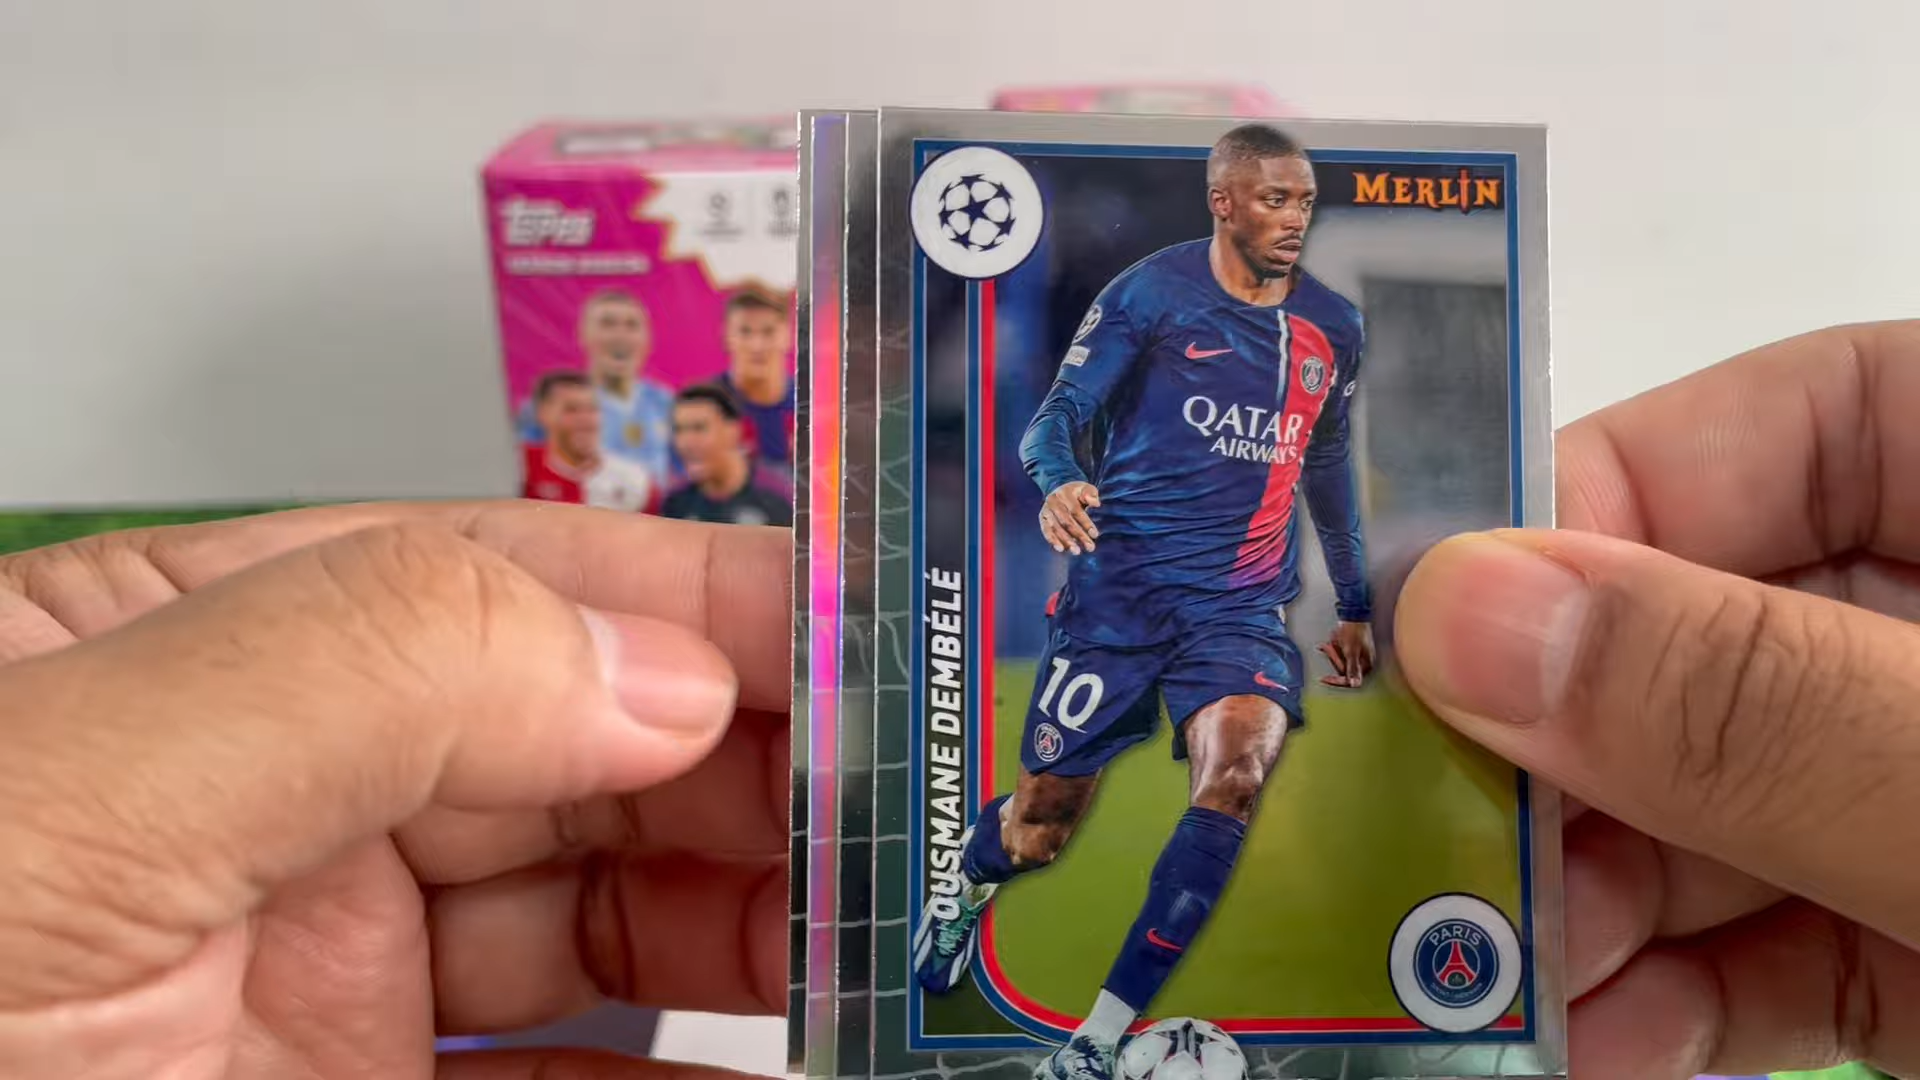 topps
MERLIN
QATAR
AIRWAYS
10
OUSMANE DEMBÉLÉ
PARIS